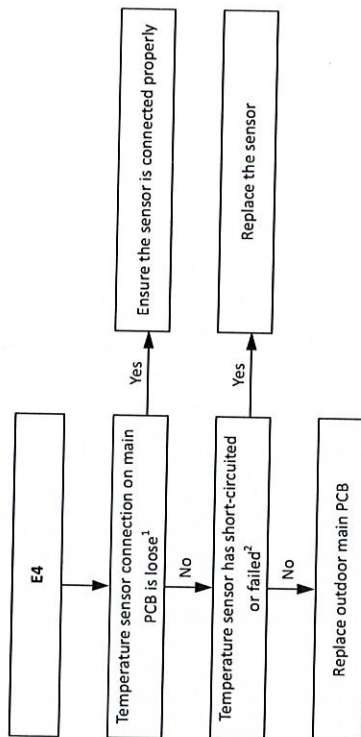 E4
Temperature sensor connection on main
PCB is loose¹
Yes
Ensure the sensor is connected properly
No
Temperature sensor has short-circuited
or failed²
Yes
Replace the sensor
No
Replace outdoor main PCB